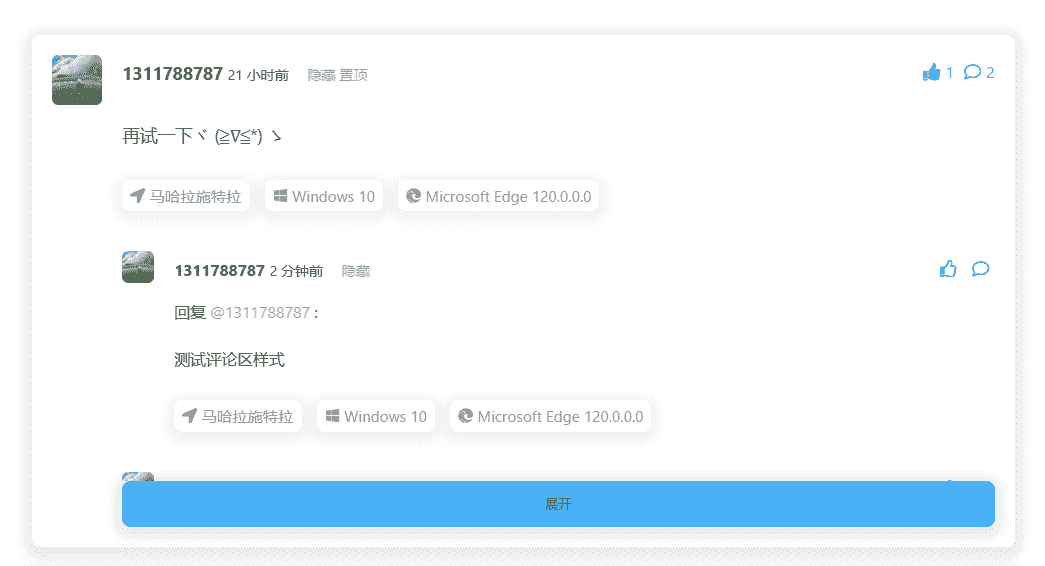 1311788787 21 小时前 隐藏 置顶 1 2
再试一下ヾ (≧∇≦*) ゝ
马哈拉施特拉 Windows 10 Microsoft Edge 120.0.0.0
1311788787 2 分钟前 隐藏
回复 @1311788787 :
测试评论区样式
马哈拉施特拉 Windows 10 Microsoft Edge 120.0.0.0
展开